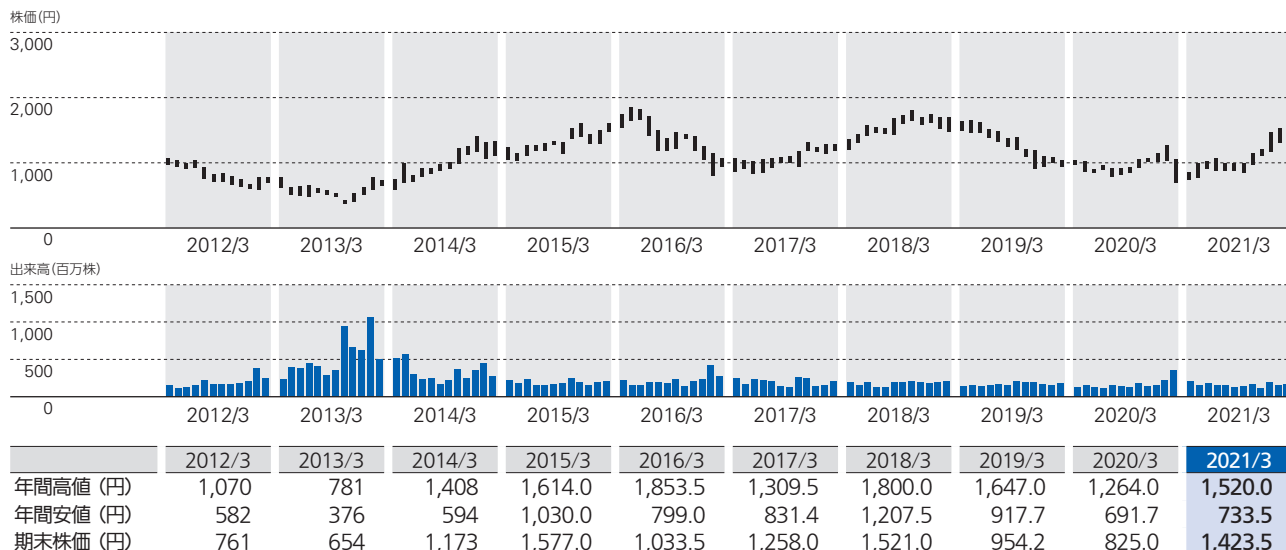 株価(円)
3,000
2,000
1,000
0
2012/3 2013/3 2014/3 2015/3 2016/3 2017/3 2018/3 2019/3 2020/3 2021/3
出来高(百万株)
1,500
1,000
500
0
2012/3 2013/3 2014/3 2015/3 2016/3 2017/3 2018/3 2019/3 2020/3 2021/3
2012/3 2013/3 2014/3 2015/3 2016/3 2017/3 2018/3 2019/3 2020/3 2021/3
年間高値(円) 1,070 781 1,408 1,614.0 1,853.5 1,309.5 1,800.0 1,647.0 1,264.0 1,520.0
年間安値(円) 582 376 594 1,030.0 799.0 831.4 1,207.5 917.7 691.7 733.5
期末株価(円) 761 654 1,173 1,577.0 1,033.5 1,258.0 1,521.0 954.2 825.0 1,423.5